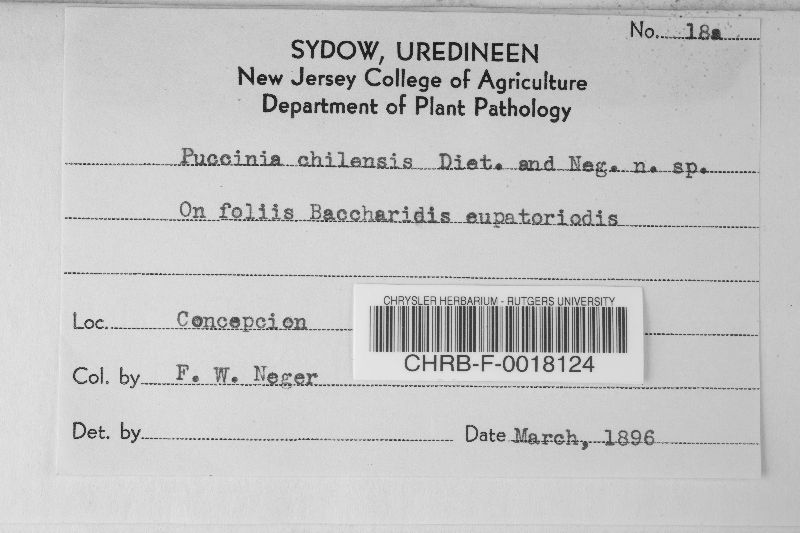 No. 18a
SYDOW, UREDINEEN
New Jersey College of Agriculture
Department of Plant Pathology
Puccinia chilensis Diet. and Neg. n. sp.
On foliis Baccharidis eupatoriodis
Loc. Concepcion
CHRYSLER HERBARIUM - RUTGERS UNIVERSITY
CHRB-F-0018124
Col. by F. W. Neger
Det. by
Date March, 1896